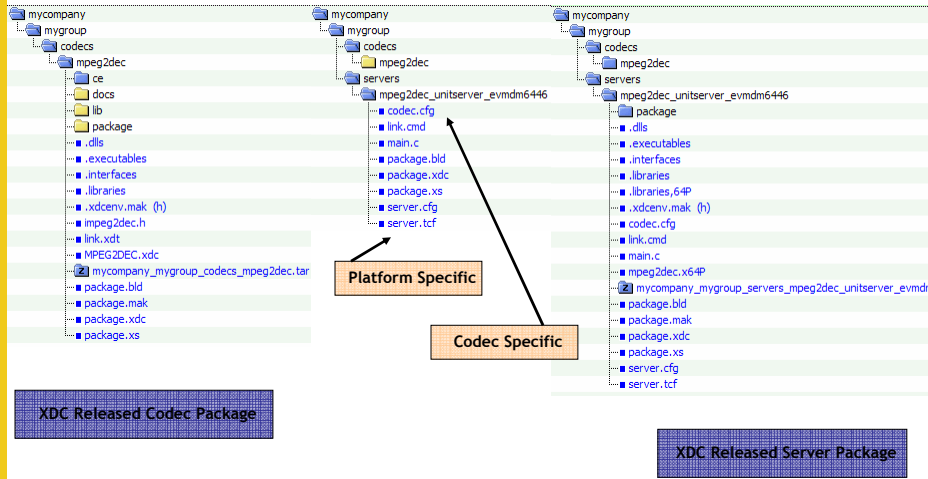 mycompany
mygroup
codecs
mpeg2dec
ce
docs
lib
package
.dlls
.executables
.interfaces
.libraries
.xdcenv.mak (h)
impeg2dec.h
link.xdt
MPEG2DEC.xdc
mycompany_mygroup_codecs_mpeg2dec.tar
package.bld
package.mak
package.xdc
package.xs
XDC Released Codec Package
mycompany
mygroup
codecs
mpeg2dec
servers
mpeg2dec_unitserver_evmdm6446
codec.cfg
link.cmd
main.c
package.bld
package.xdc
package.xs
server.cfg
server.tcf
Platform Specific
Codec Specific
mycompany
mygroup
codecs
mpeg2dec
servers
mpeg2dec_unitserver_evmdm6446
package
.dlls
.executables
.interfaces
.libraries
.libraries,64P
.xdcenv.mak (h)
codec.cfg
link.cmd
main.c
mpeg2dec.x64P
mycompany_mygroup_servers_mpeg2dec_unitserver_evmdm
package.bld
package.mak
package.xdc
package.xs
server.cfg
server.tcf
XDC Released Server Package